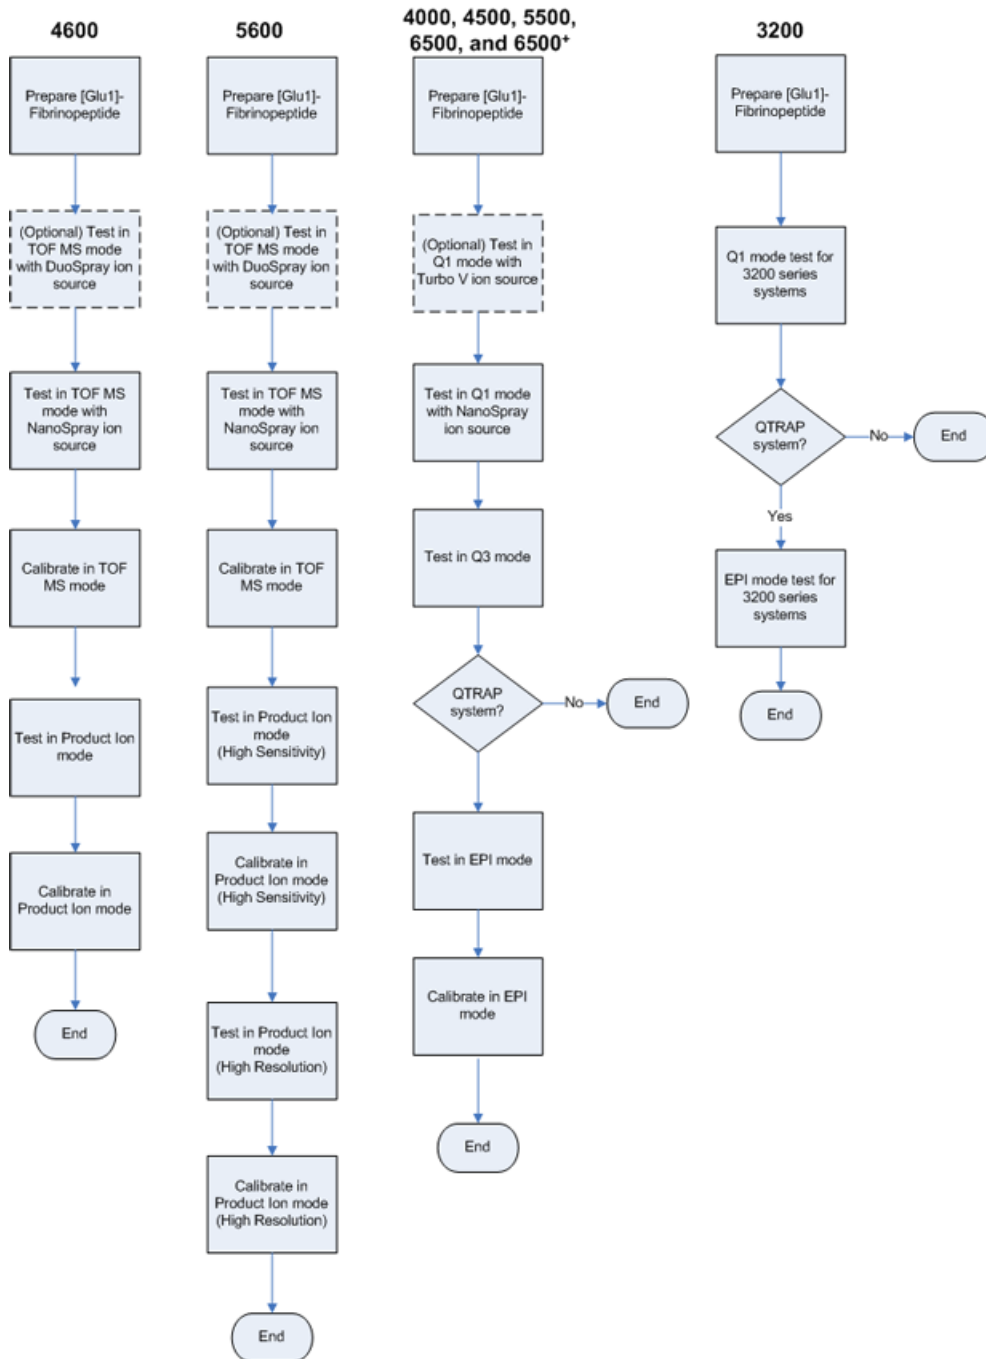 4600
Prepare [Glu1]-
Fibrinopeptide
(Optional) Test in
TOF MS mode
with DuoSpray ion
source
Test in TOF MS
mode with
NanoSpray ion
source
Calibrate in TOF
MS mode
Test in Product Ion
mode
Calibrate in
Product Ion mode
End
5600
Prepare [Glu1]-
Fibrinopeptide
(Optional) Test in
TOF MS mode
with DuoSpray ion
source
Test in TOF MS
mode with
NanoSpray ion
source
Calibrate in TOF
MS mode
Test in Product Ion
mode
(High Sensitivity)
Calibrate in
Product Ion mode
(High Sensitivity)
Test in Product Ion
mode
(High Resolution)
Calibrate in
Product Ion mode
(High Resolution)
End
4000, 4500, 5500,
6500, and 6500+
Prepare [Glu1]-
Fibrinopeptide
(Optional) Test in
Q1 mode with
Turbo V ion source
Test in Q1 mode
with NanoSpray
ion source
Test in Q3 mode
QTRAP
system?
No
End
Test in EPI mode
Calibrate in EPI
mode
End
3200
Prepare [Glu1]-
Fibrinopeptide
Q1 mode test for
3200 series
systems
QTRAP
system?
No
End
Yes
EPI mode test for
3200 series
systems
End